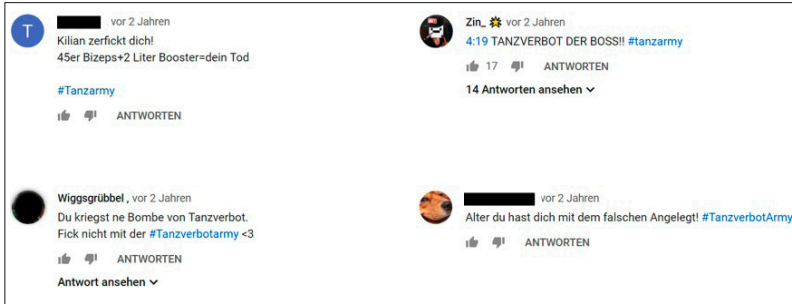 T
vor 2 Jahren
Kilian zerfickt dich!
45er Bizeps+2 Liter Booster=dein Tod
#Tanzarmy
ANTWORTEN
Zin_ vor 2 Jahren
4:19 TANZVERBOT DER BOSS!! #tanzarmy
17 ANTWORTEN
14 Antworten ansehen
Wiggsgrübbel , vor 2 Jahren
Du kriegst ne Bombe von Tanzverbot.
Fick nicht mit der #Tanzverbotarmy <3
ANTWORTEN
Antwort ansehen
vor 2 Jahren
Alter du hast dich mit dem falschen Angelegt! #TanzverbotArmy
ANTWORTEN